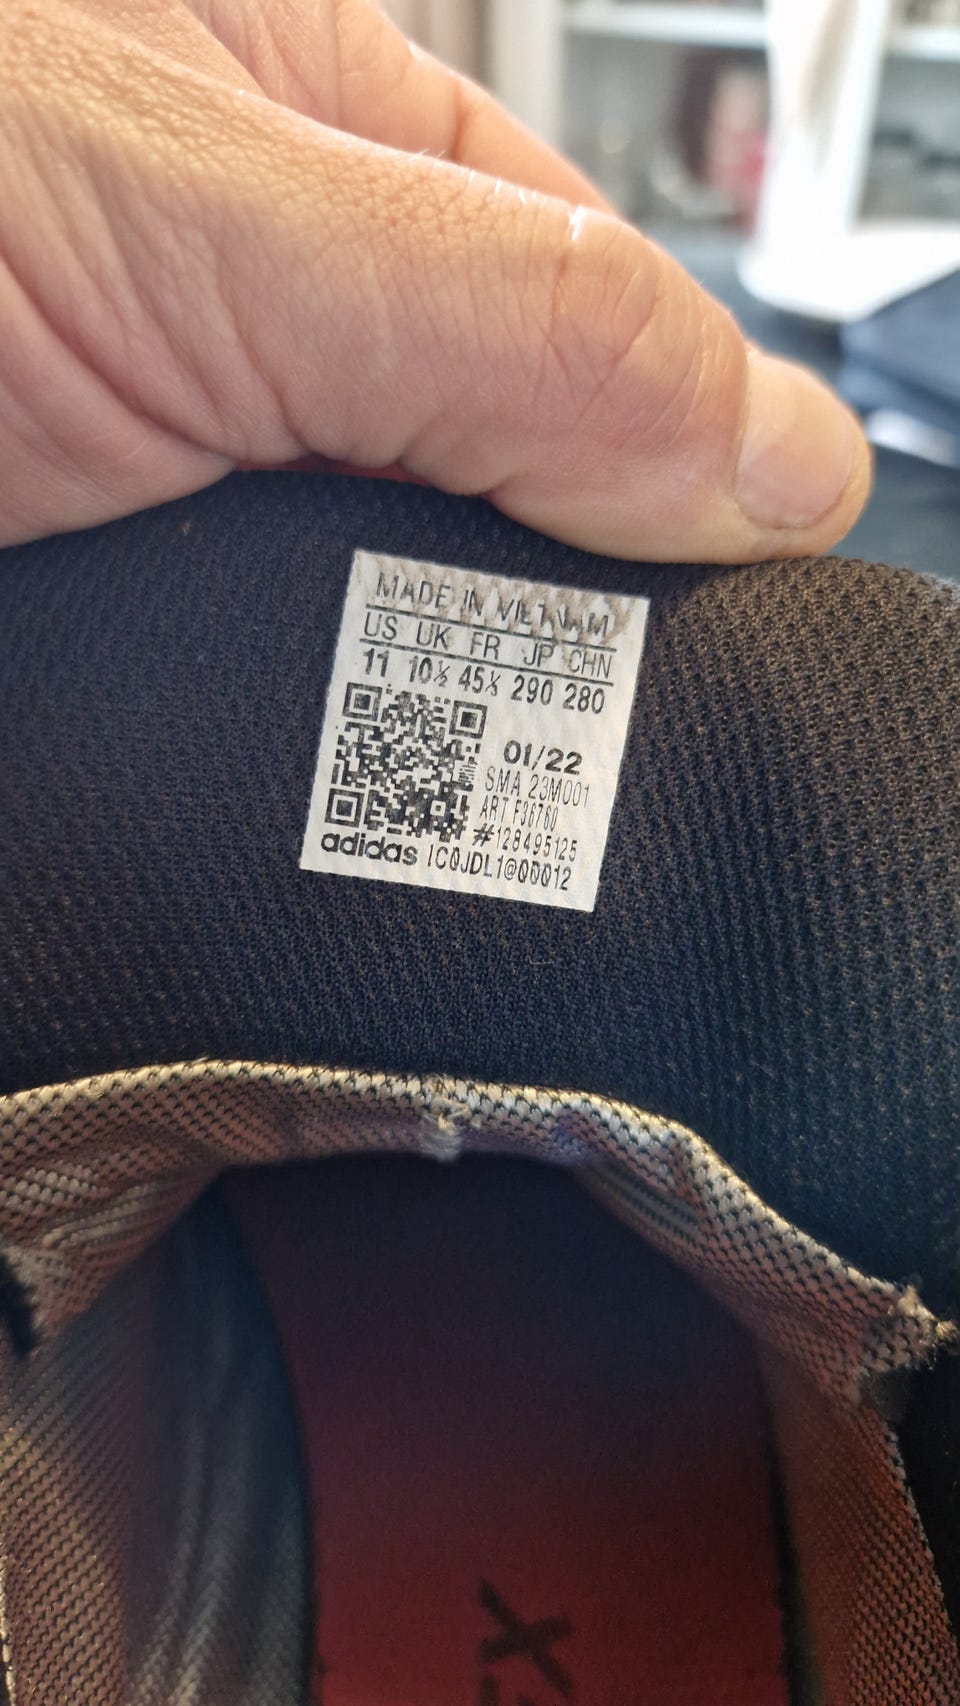 MADE IN VIETNAM
US UK FR JP CHN
11 10½ 45⅓ 290 280
01/22
SMA 23M001
ART F36760
#128495125
adidas IC0JDL1@00012
X